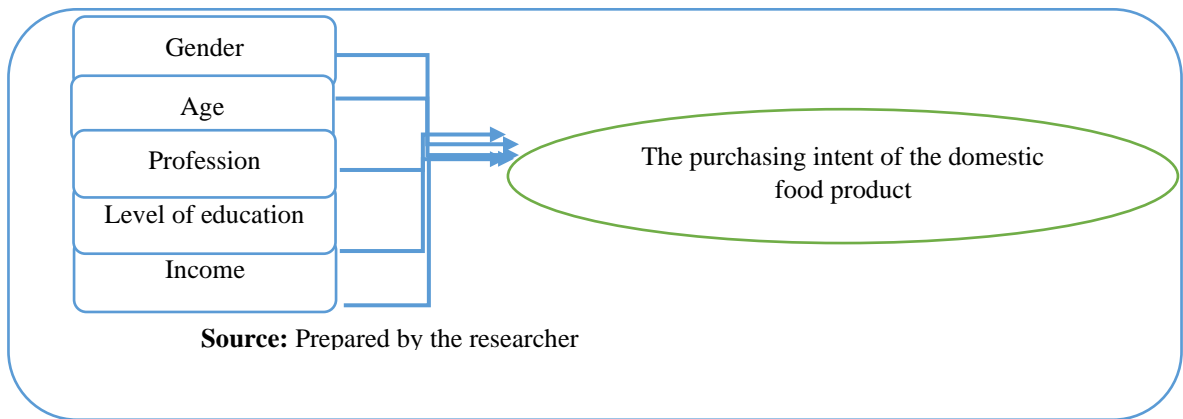 Gender
Age
Profession
Level of education
Income
The purchasing intent of the domestic
food product
Source: Prepared by the researcher